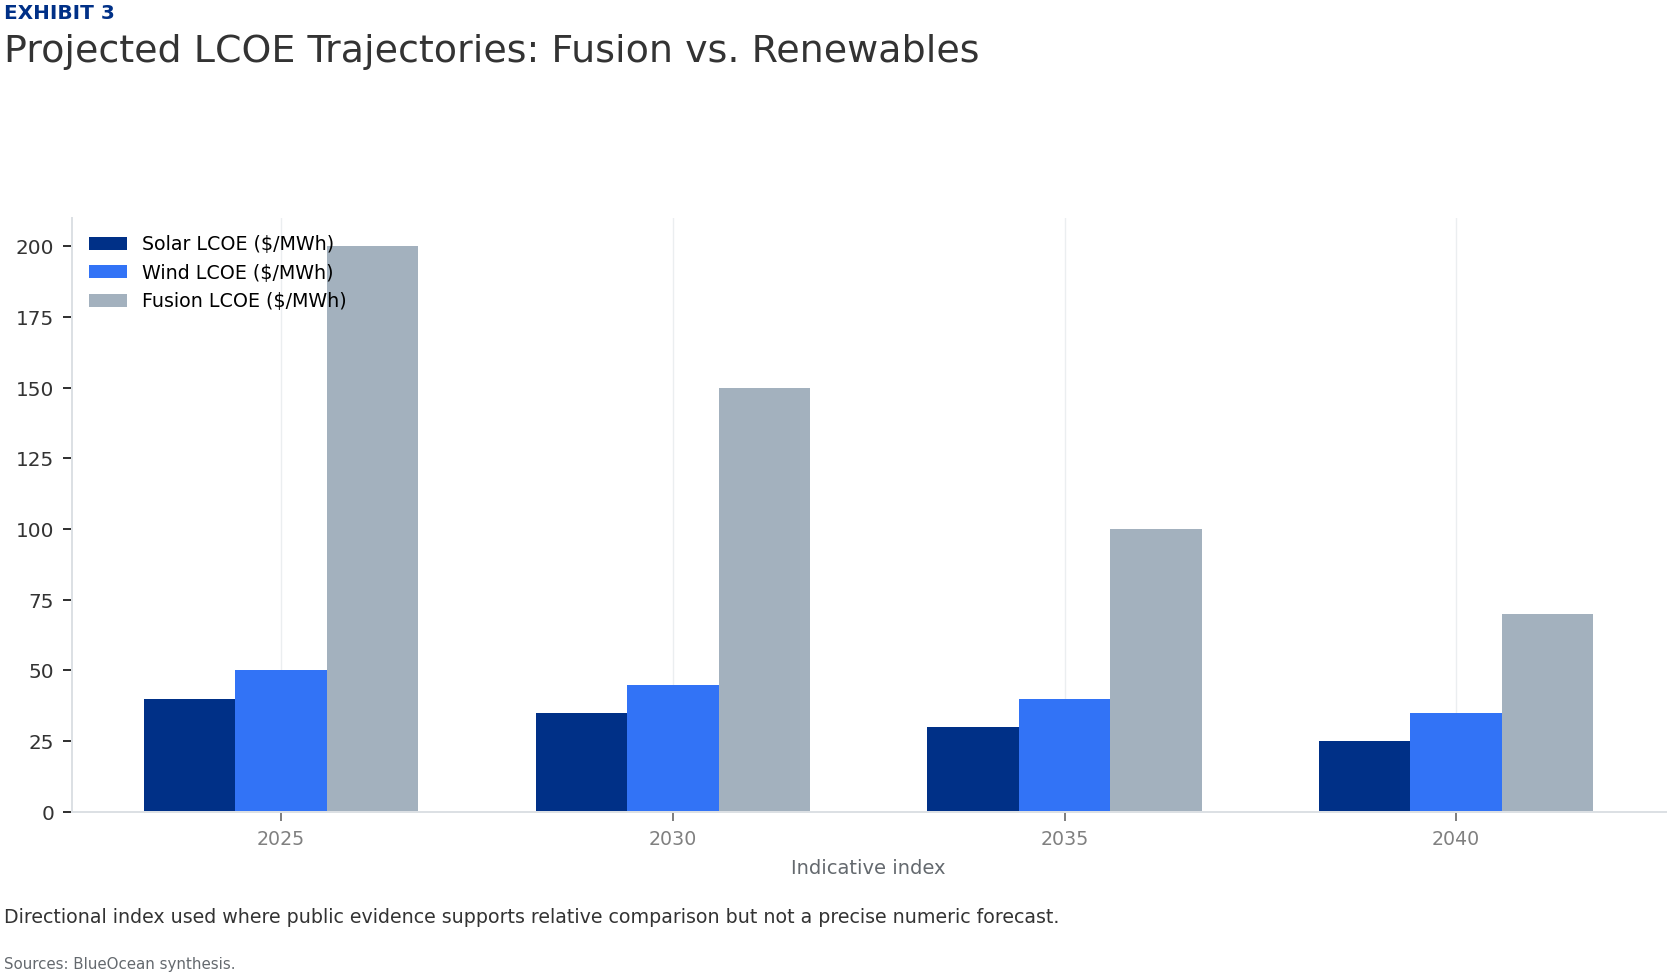 EXHIBIT 3
Projected LCOE Trajectories: Fusion vs. Renewables
Solar LCOE ($/MWh)
Wind LCOE ($/MWh)
Fusion LCOE ($/MWh)
200
175
150
125
100
75
50
25
0
2025 2030 2035 2040
Indicative index
Directional index used where public evidence supports relative comparison but not a precise numeric forecast.
Sources: BlueOcean synthesis.